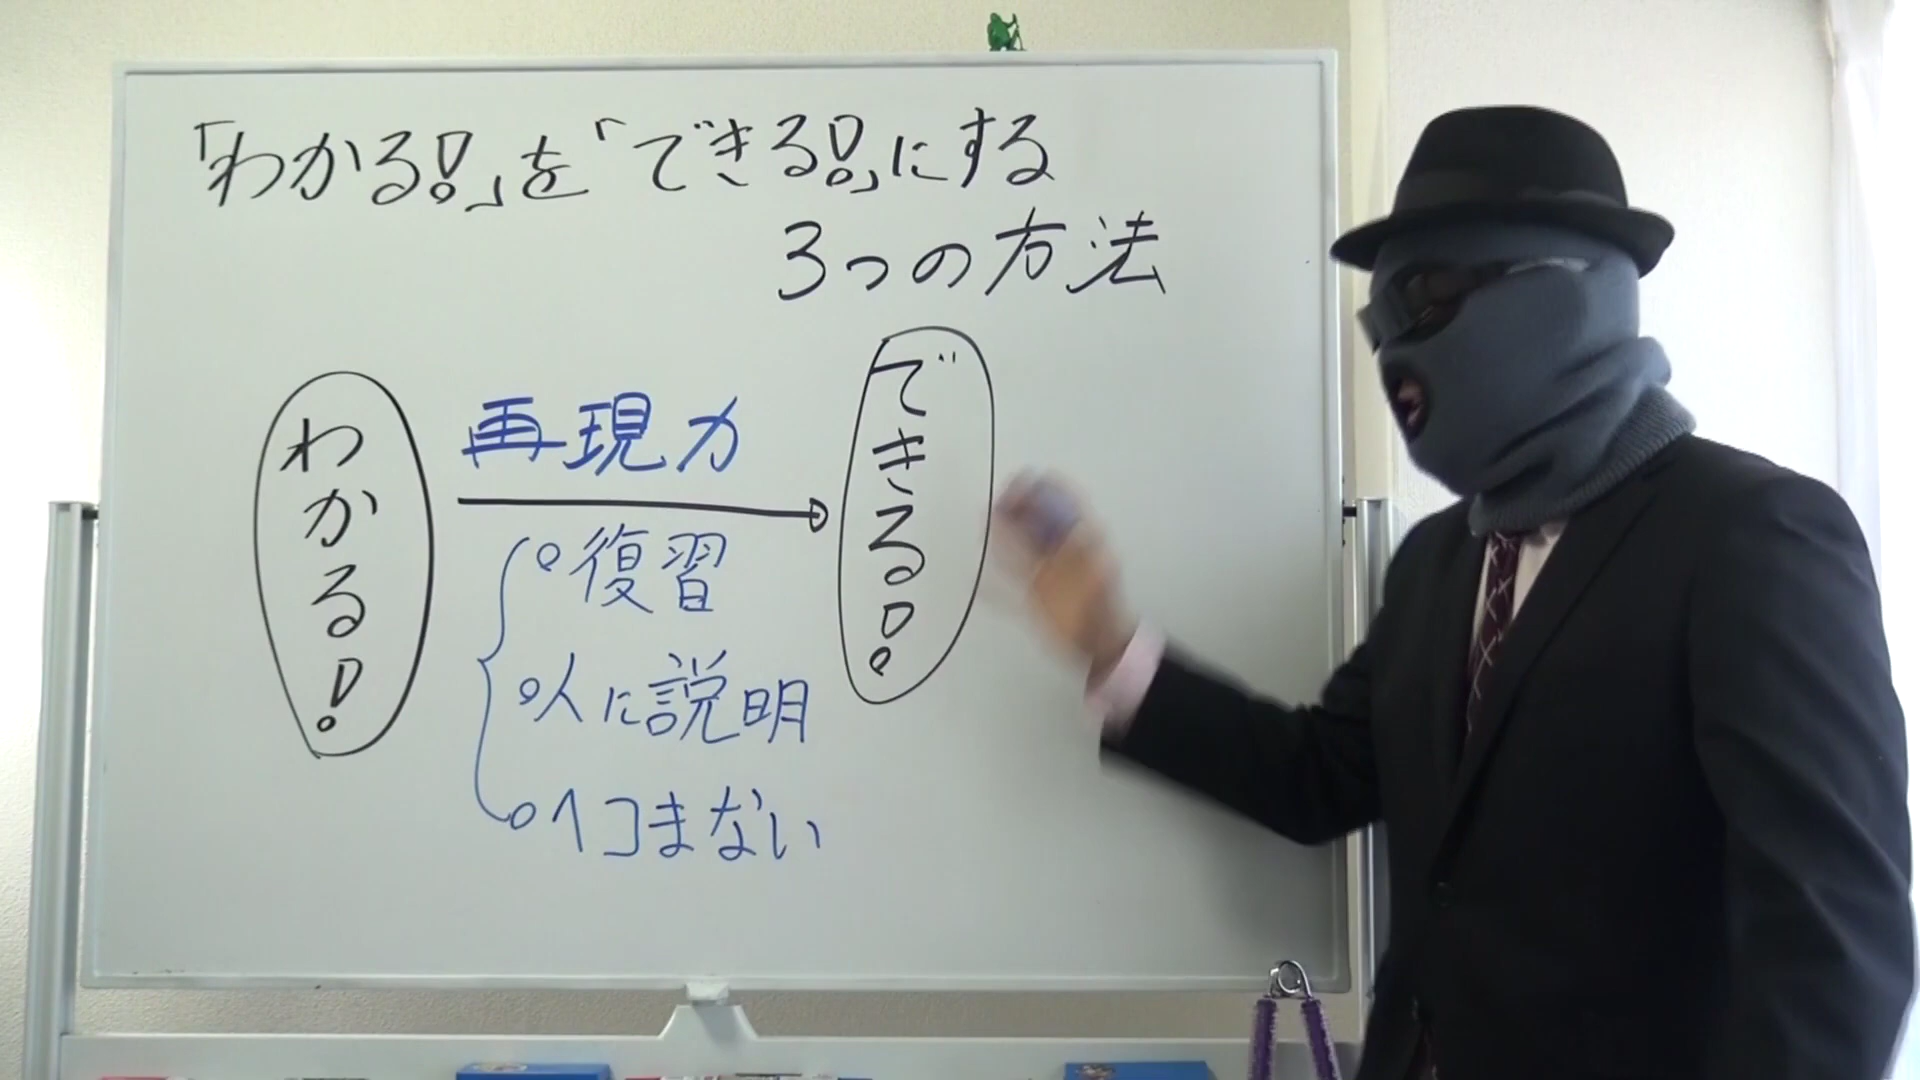 「わかる!」を「できる!」にする
3つの方法
わかる!
再現力
できる!
復習
人に説明
ヘコまない